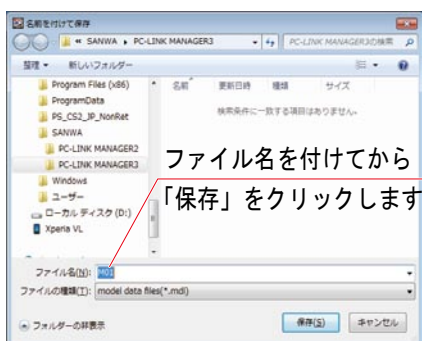 名前を付けて保存
« SANWA ▸ PC-LINK MANAGER3
PC-LINK MANAGER3の検索
整理 新しいフォルダー
名前 更新日時 種類 サイズ
検索条件に一致する項目はありません。
Program Files (x86)
ProgramData
PS_CS2_JP_NonRet
SANWA
PC-LINK MANAGER2
PC-LINK MANAGER3
Windows
ユーザー
ローカル ディスク (D:)
Xperia VL
ファイル名を付けてから
「保存」をクリックします
ファイル名(N): M01
ファイルの種類(T): model data files(*.mdl)
フォルダーの非表示
保存(S) キャンセル